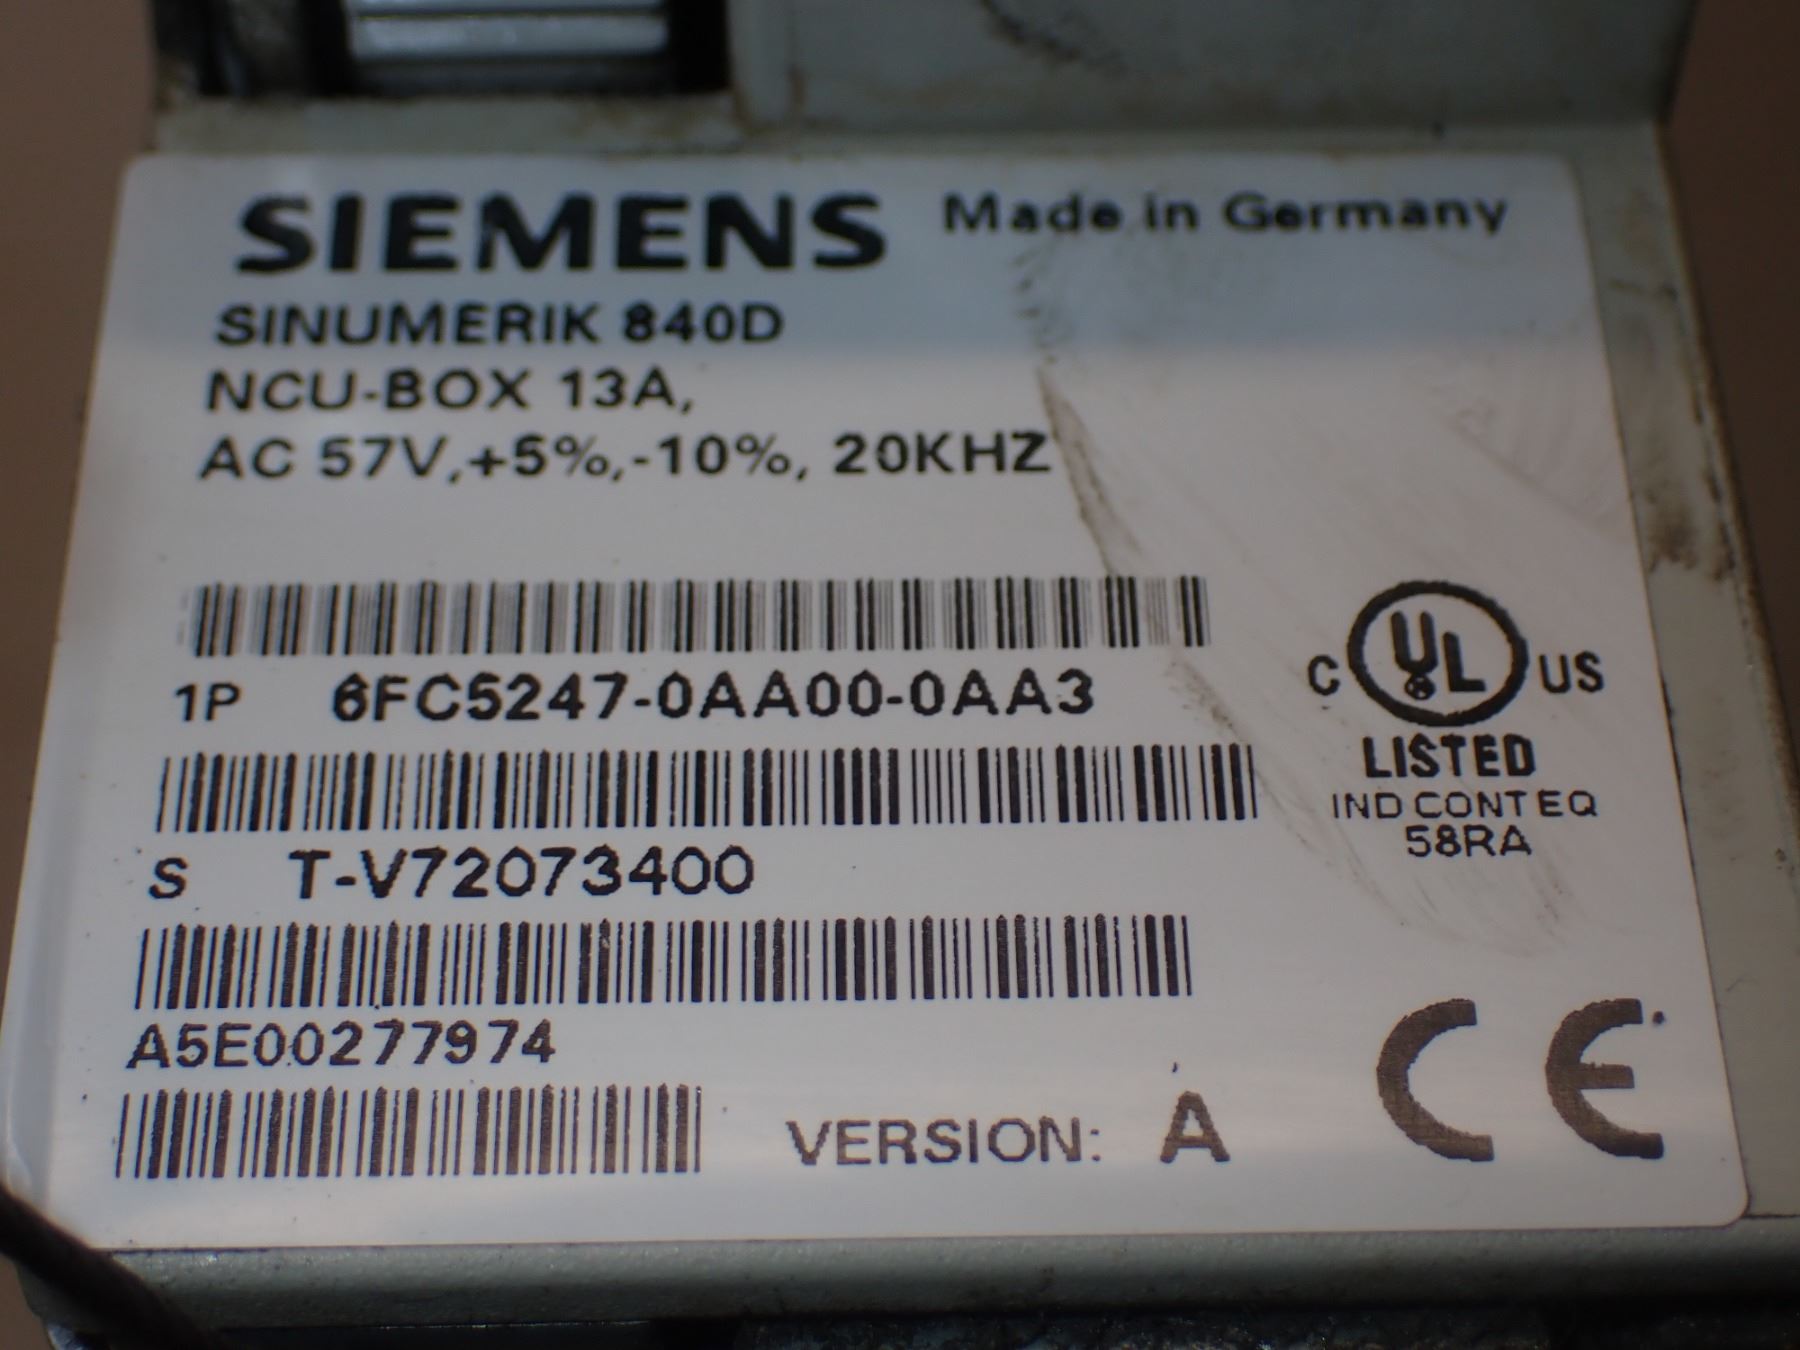 SIEMENS Made in Germany
SINUMERIK 840D
NCU-BOX 13A,
AC 57V,+5%,-10%, 20KHZ
1P 6FC5247-0AA00-0AA3
C UL US
LISTED
IND CONT EQ
58RA
S T-V72073400
A5E00277974
VERSION: A
CE